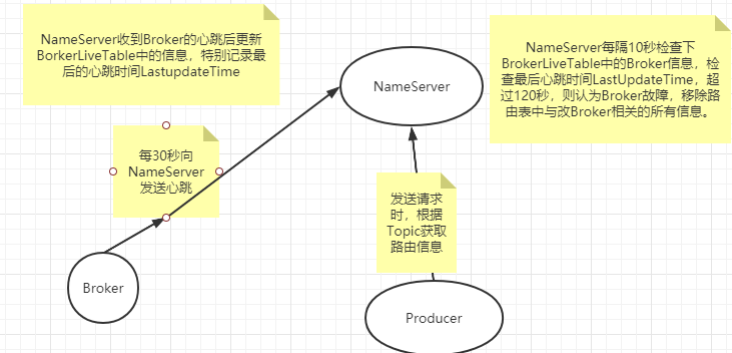 NameServer收到Broker的心跳后更新
BorkerLiveTable中的信息，特别记录最
后的心跳时间LastupdateTime
NameServer每隔10秒检查下
BrokerLiveTable中的Broker信息，检
查最后心跳时间LastUpdateTime，超
过120秒，则认为Broker故障，移除路
由表中与改Broker相关的所有信息。
NameServer
每30秒向
NameServer
发送心跳
发送请求
时，根据
Topic获取
路由信息
Broker
Producer